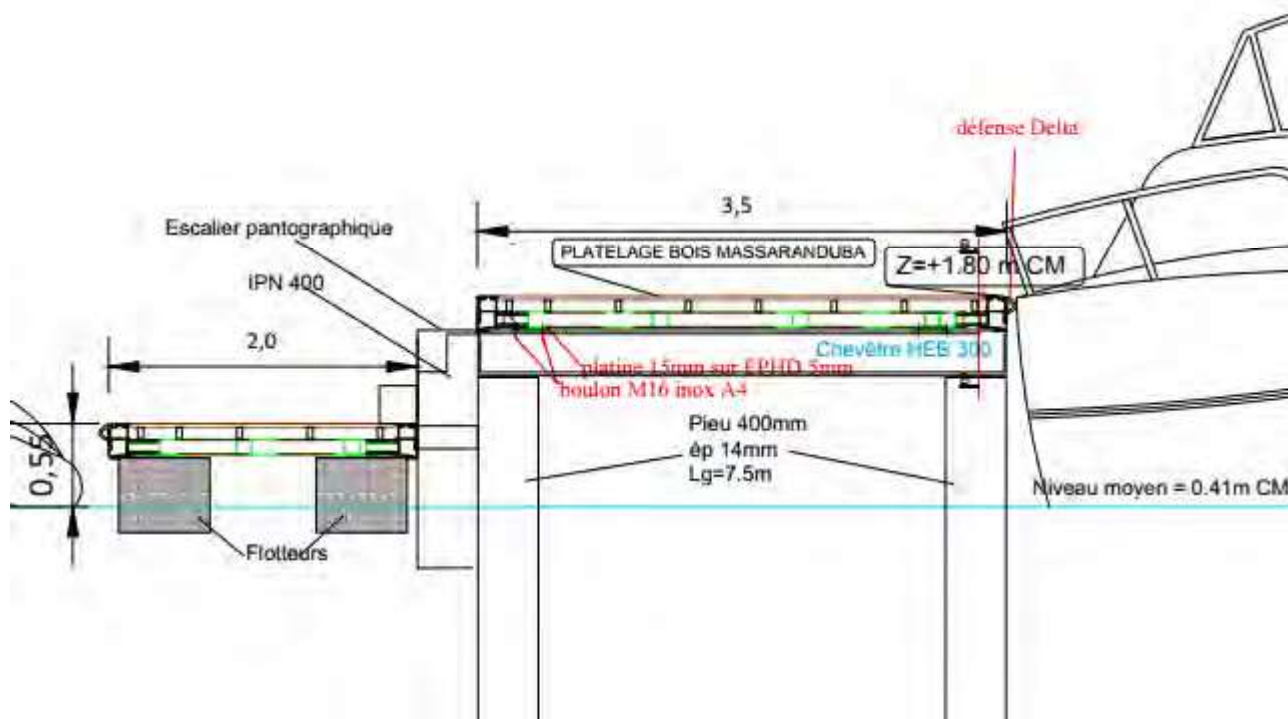 défense Delta
3,5
Escalier pantographique
PLATELAGE BOIS MASSARANDUBA
Z=+1.80 m CM
IPN 400
2,0
Chevêtre HEB 300
platine 15mm sur EPHD 5mm
boulon M16 inox A4
Pieu 400mm
ép 14mm
Lg=7.5m
0,55
Niveau moyen = 0.41m CM
Flotteurs